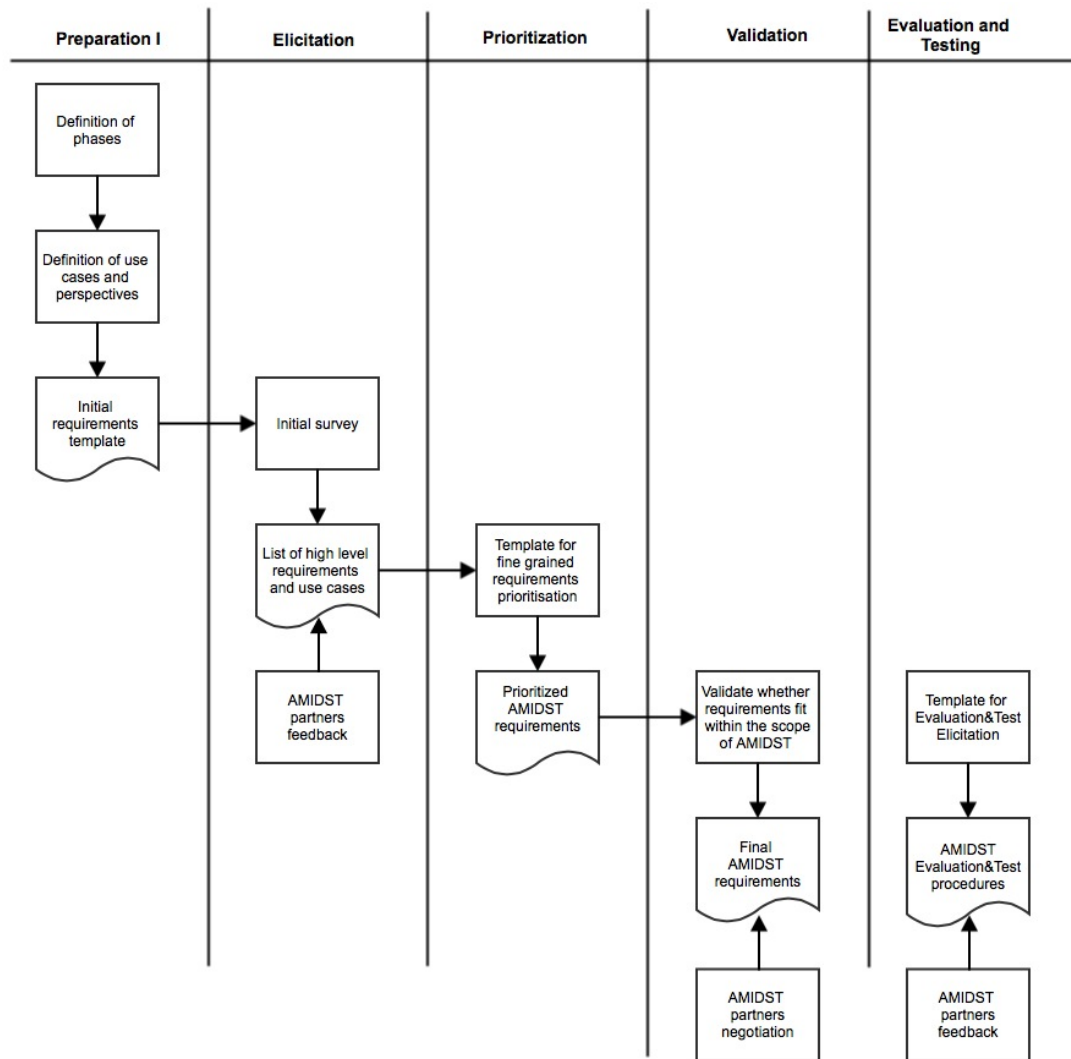 Preparation I
Elicitation
Prioritization
Validation
Evaluation and
Testing
Definition of
phases
Definition of use
cases and
perspectives
Initial
requirements
template
Initial survey
List of high level
requirements
and use cases
AMIDST
partners
feedback
Template for
fine grained
requirements
prioritisation
Prioritized
AMIDST
requirements
Validate whether
requirements fit
within the scope
of AMIDST
Final
AMIDST
requirements
AMIDST
partners
negotiation
Template for
Evaluation&Test
Elicitation
AMIDST
Evaluation&Test
procedures
AMIDST
partners
feedback